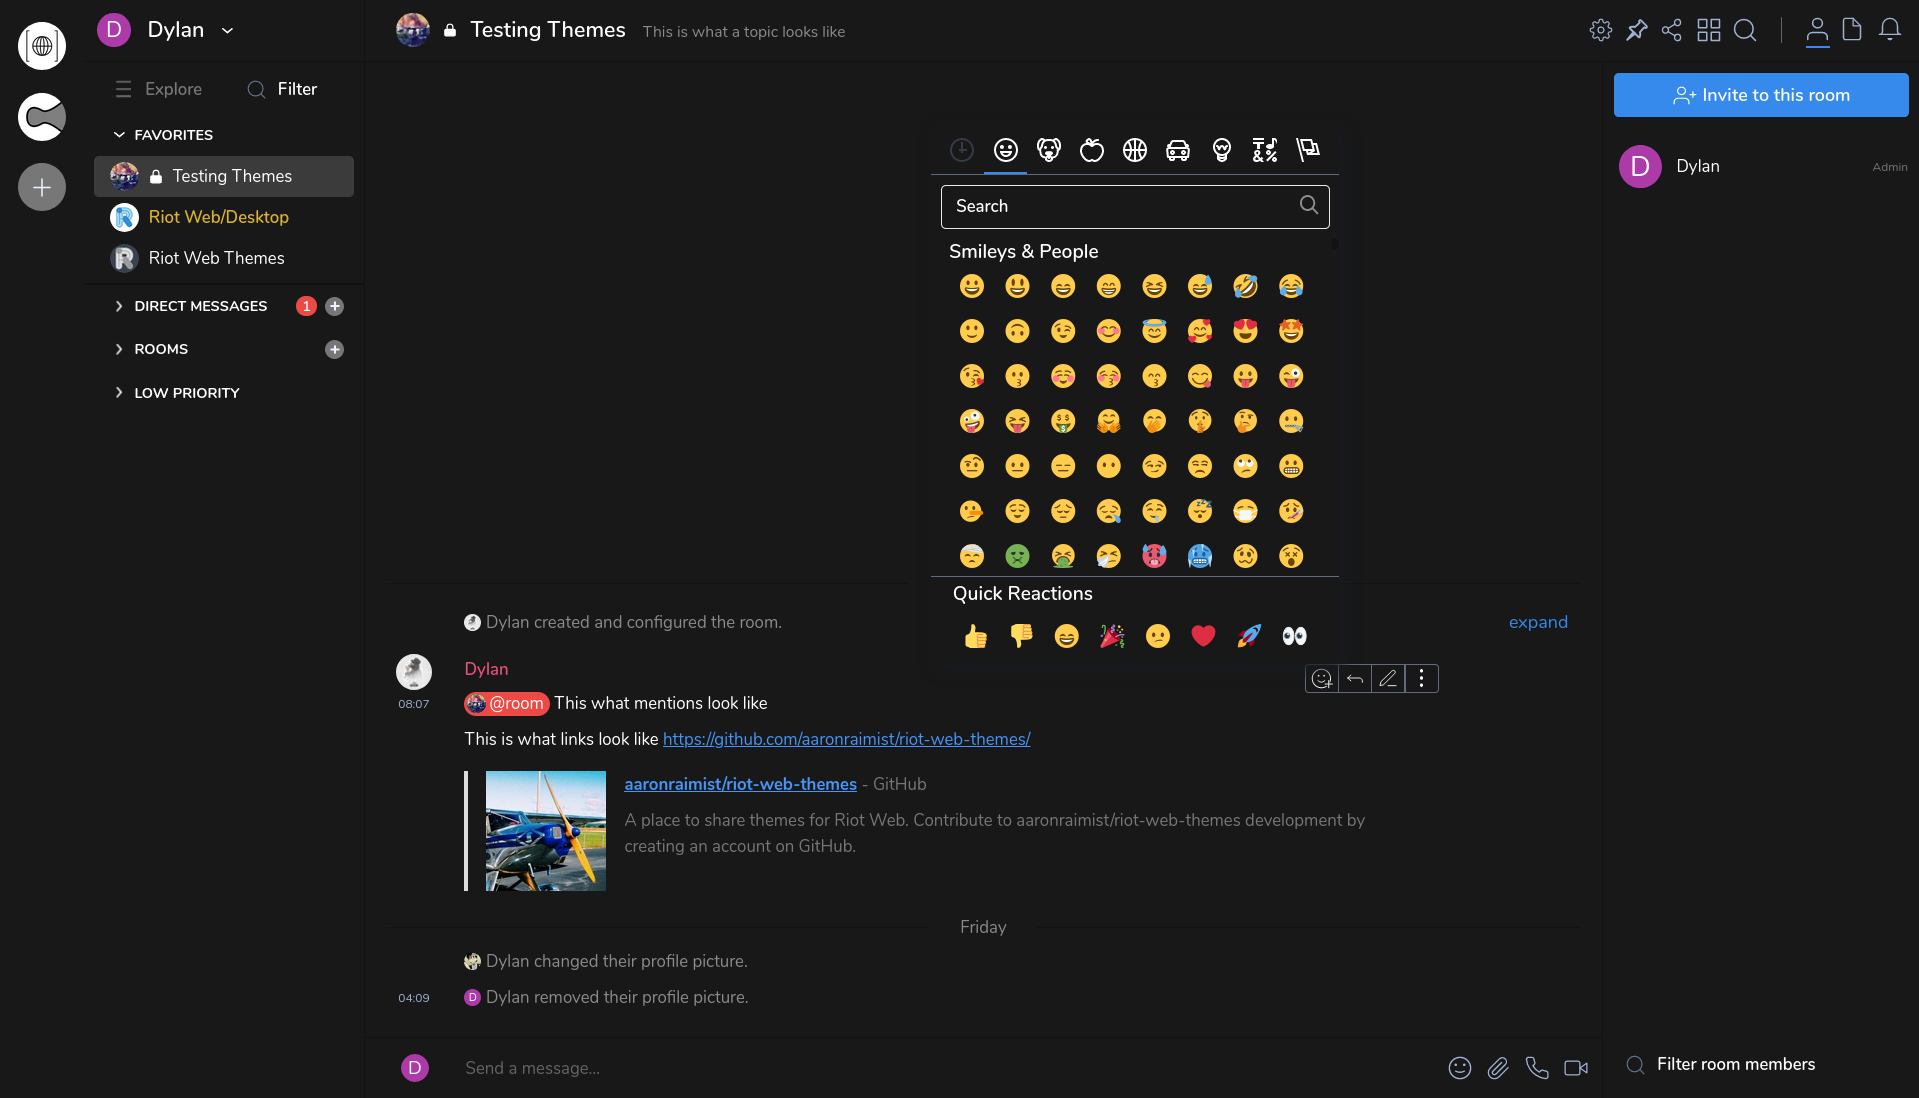 D Dylan
Testing Themes This is what a topic looks like
Explore Filter
FAVORITES
Testing Themes
Riot Web/Desktop
Riot Web Themes
DIRECT MESSAGES 1
ROOMS
LOW PRIORITY
Search
Smileys & People
Quick Reactions
Dylan created and configured the room. expand
Dylan
08:07 @room This what mentions look like
This is what links look like https://github.com/aaronraimist/riot-web-themes/
aaronraimist/riot-web-themes - GitHub
A place to share themes for Riot Web. Contribute to aaronraimist/riot-web-themes development by
creating an account on GitHub.
Friday
Dylan changed their profile picture.
04:09 D Dylan removed their profile picture.
D Send a message...
Invite to this room
D Dylan Admin
Filter room members